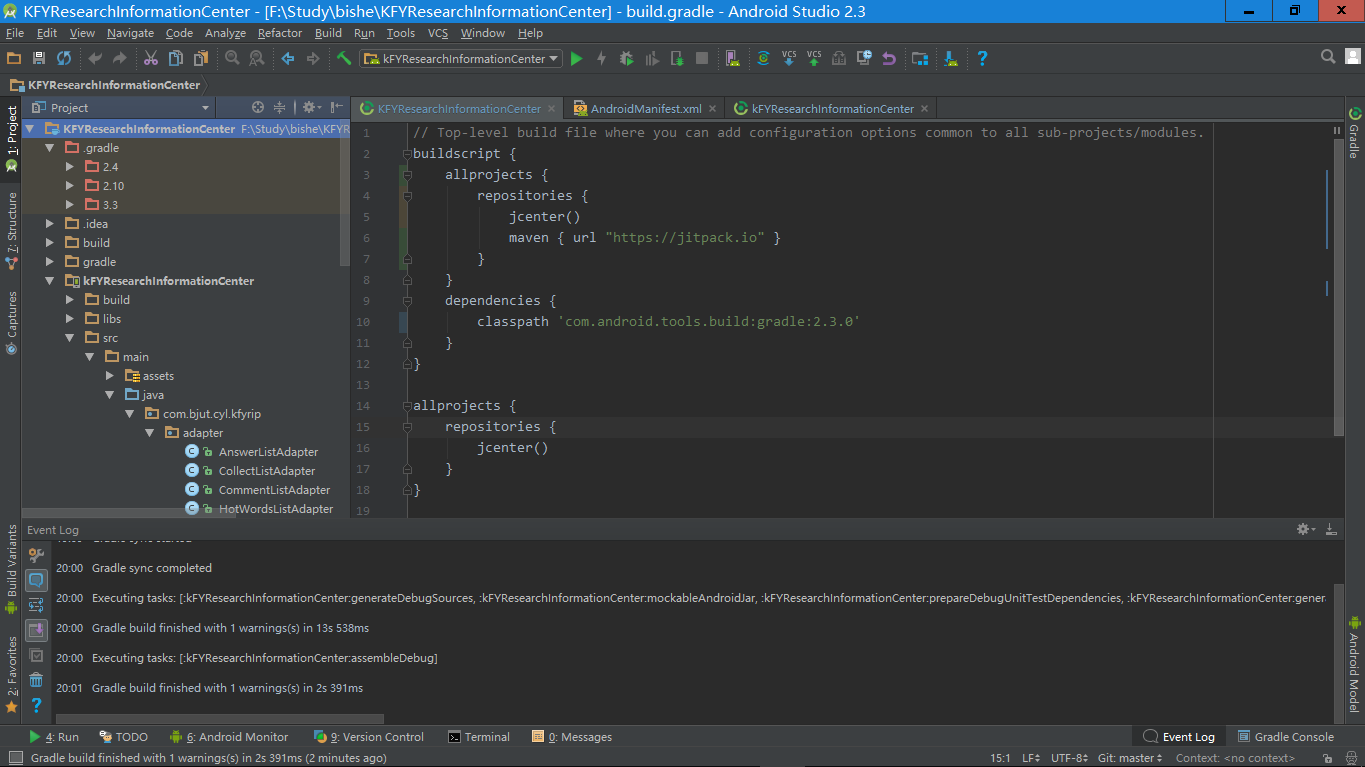 KFYResearchInformationCenter - [F:\Study\bishe\KFYResearchInformationCenter] - build.gradle - Android Studio 2.3
File Edit View Navigate Code Analyze Refactor Build Run Tools VCS Window Help
kFYResearchInformationCenter
VCS VCS
KFYResearchInformationCenter
Project
KFYResearchInformationCenter
AndroidManifest.xml
kFYResearchInformationCenter
1: Project
7: Structure
Captures
Build Variants
2: Favorites
Gradle
Android Model
KFYResearchInformationCenter F:\Study\bishe\KFYR
.gradle
2.4
2.10
3.3
.idea
build
gradle
kFYResearchInformationCenter
build
libs
src
main
assets
java
com.bjut.cyl.kfyrip
adapter
AnswerListAdapter
CollectListAdapter
CommentListAdapter
HotWordsListAdapter
1 // Top-level build file where you can add configuration options common to all sub-projects/modules.
2 buildscript {
3 allprojects {
4 repositories {
5 jcenter()
6 maven { url "https://jitpack.io" }
7 }
8 }
9 dependencies {
10 classpath 'com.android.tools.build:gradle:2.3.0'
11 }
12 }
13
14 allprojects {
15 repositories {
16 jcenter()
17 }
18 }
19
Event Log
Gradle sync started
20:00 Gradle sync completed
20:00 Executing tasks: [:kFYResearchInformationCenter:generateDebugSources, :kFYResearchInformationCenter:mockableAndroidJar, :kFYResearchInformationCenter:prepareDebugUnitTestDependencies, :kFYResearchInformationCenter:gener
20:00 Gradle build finished with 1 warnings(s) in 13s 538ms
20:00 Executing tasks: [:kFYResearchInformationCenter:assembleDebug]
20:01 Gradle build finished with 1 warnings(s) in 2s 391ms
4: Run TODO 6: Android Monitor 9: Version Control Terminal 0: Messages Event Log Gradle Console
Gradle build finished with 1 warnings(s) in 2s 391ms (2 minutes ago) 15:1 LF UTF-8 Git: master Context: <no context>